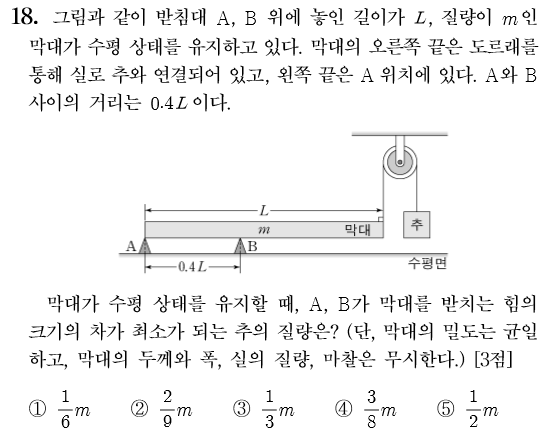 18. 그림과 같이 받침대 A, B 위에 놓인 길이가 L, 질량이 m인
막대가 수평 상태를 유지하고 있다. 막대의 오른쪽 끝은 도르래를
통해 실로 추와 연결되어 있고, 왼쪽 끝은 A 위치에 있다. A와 B
사이의 거리는 0.4L이다.
L
m
막대
추
A
B
0.4L
수평면
막대가 수평 상태를 유지할 때, A, B가 막대를 받치는 힘의
크기의 차가 최소가 되는 추의 질량은? (단, 막대의 밀도는 균일
하고, 막대의 두께와 폭, 실의 질량, 마찰은 무시한다.) [3점]
① 1/6 m ② 2/9 m ③ 1/3 m ④ 3/8 m ⑤ 1/2 m